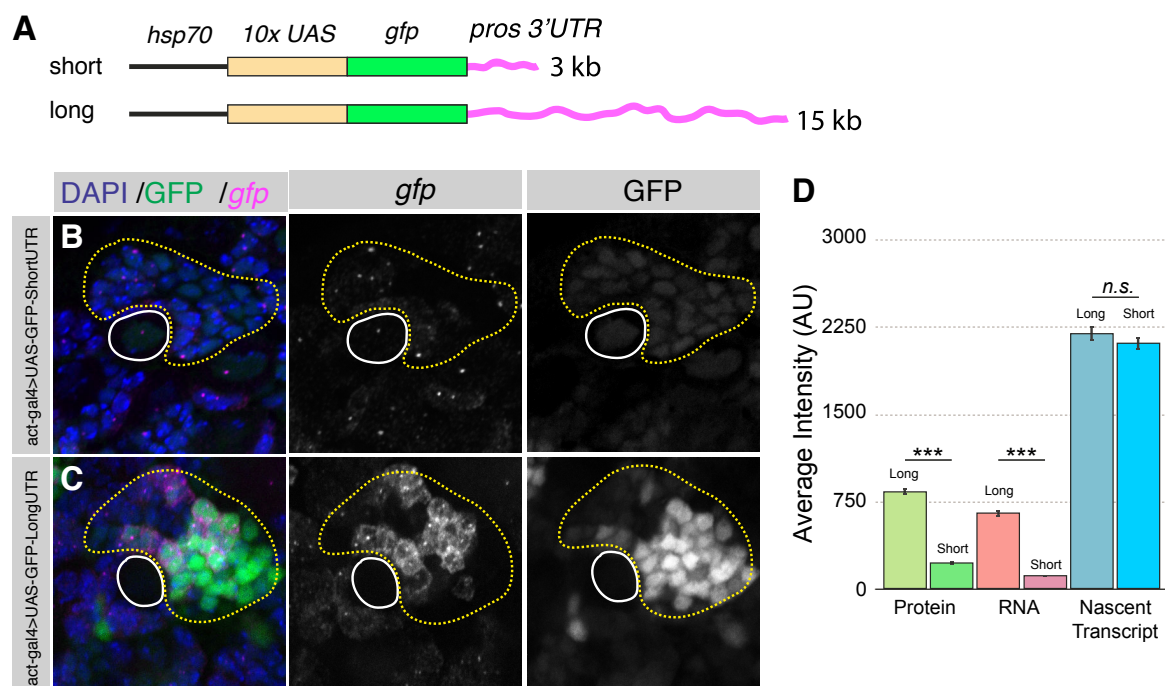 A
hsp70 10x UAS gfp pros 3'UTR
short
3 kb
long
15 kb
DAPI /GFP /gfp
gfp
GFP
act-gal4>UAS-GFP-ShortUTR
B
act-gal4>UAS-GFP-LongUTR
C
D
Average Intensity (AU)
3000
2250
1500
750
0
n.s.
Long
Short
***
***
Long
Short
Long
Short
Protein
RNA
Nascent
Transcript